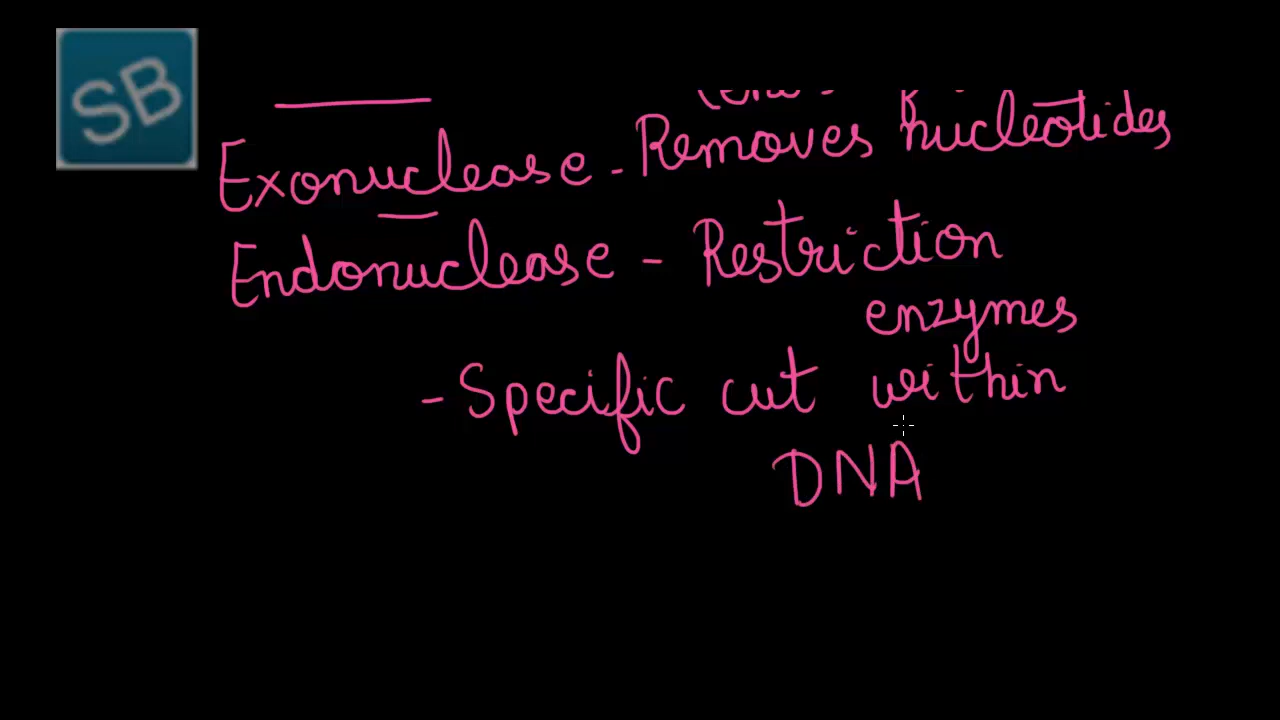 SB
Exonuclease - Removes nucleotides
Endonuclease - Restriction
enzymes
- Specific cut within
DNA